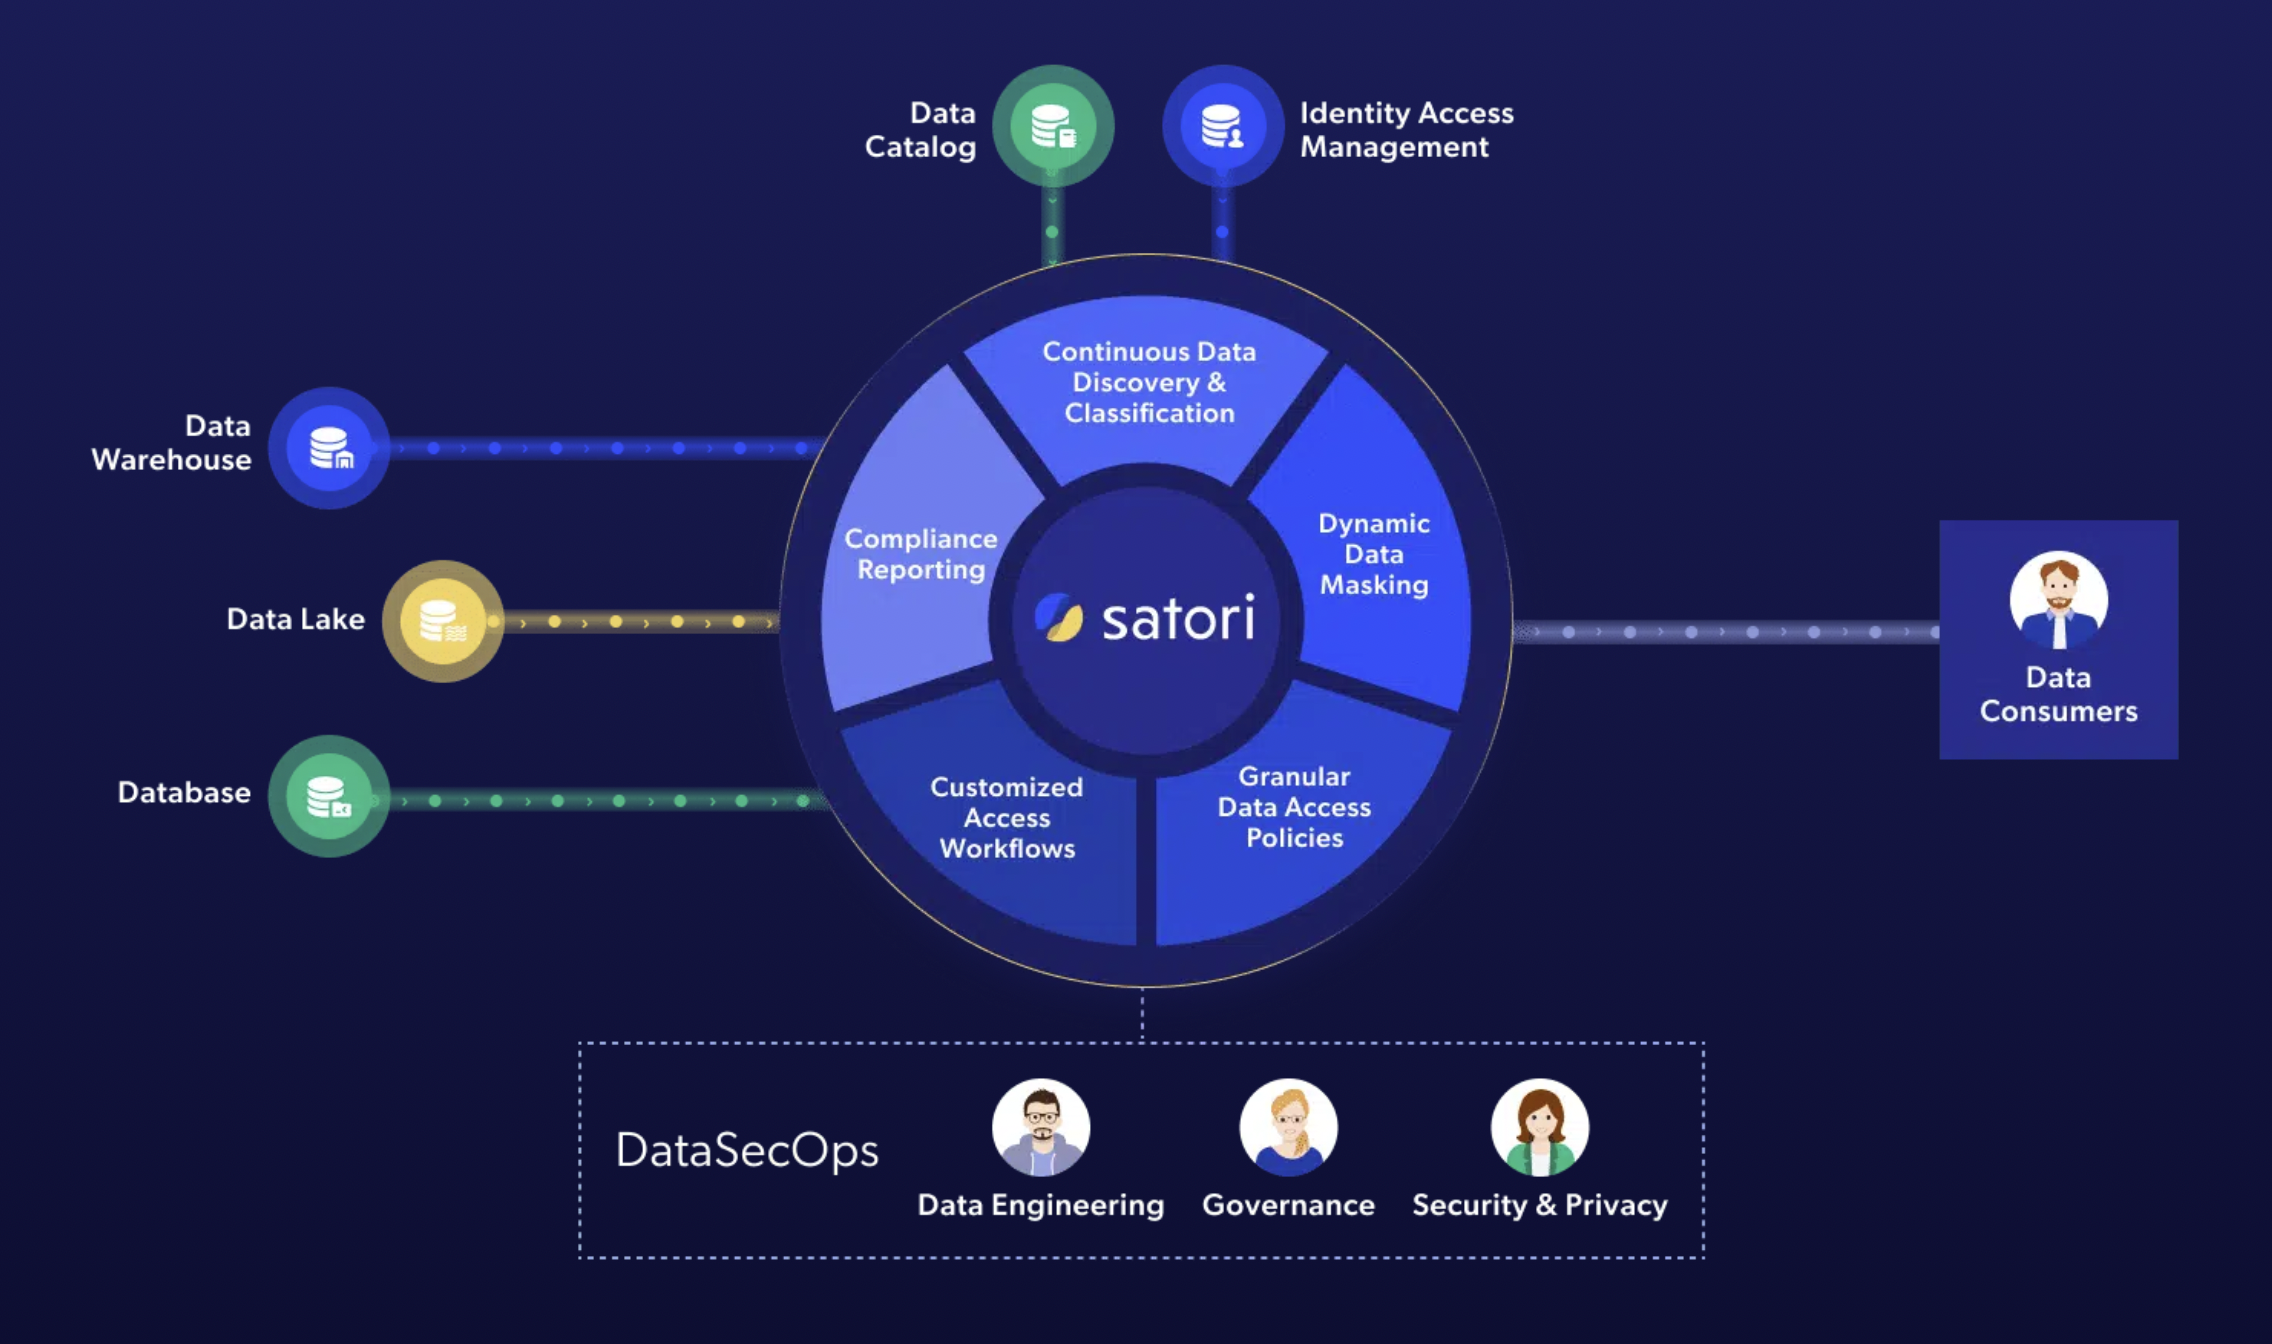 Data
Catalog
Identity Access
Management
Data
Warehouse
Data Lake
Database
Continuous Data
Discovery &
Classification
Compliance
Reporting
Dynamic
Data
Masking
satori
Customized
Access
Workflows
Granular
Data Access
Policies
Data
Consumers
DataSecOps
Data Engineering
Governance
Security & Privacy